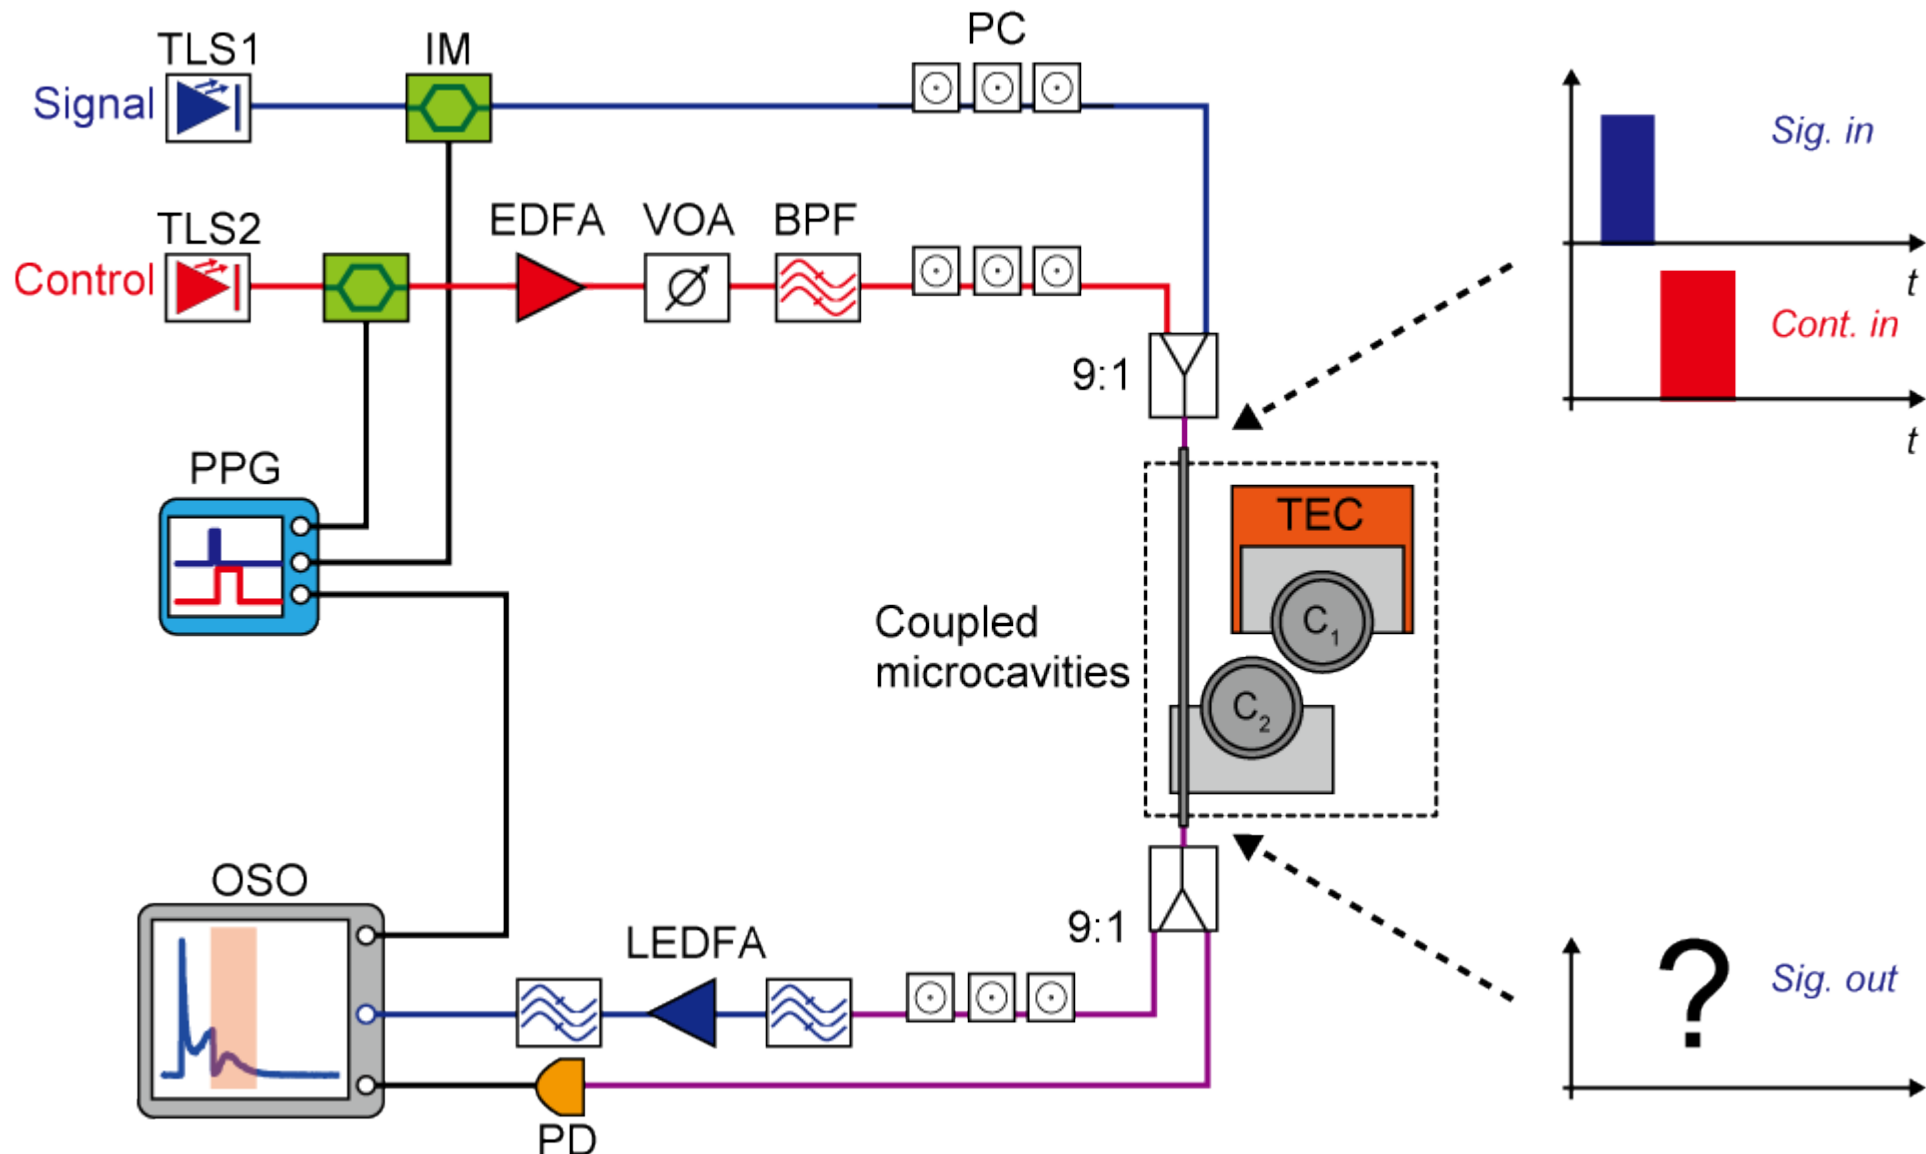 PC
TLS1
IM
Signal
Sig. in
TLS2
EDFA
VOA
BPF
Control
t
Cont. in
9:1
t
PPG
TEC
C1
Coupled
microcavities
C2
OSO
9:1
LEDFA
?
Sig. out
PD